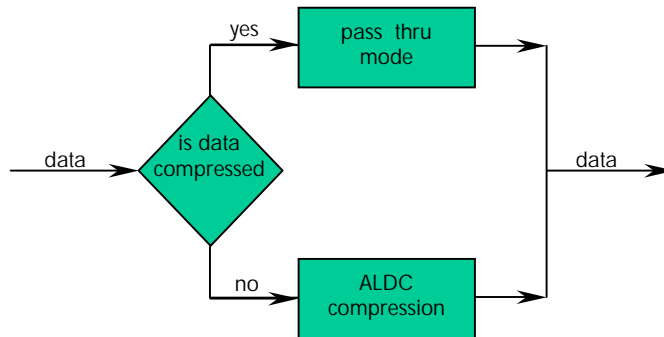 yes
pass thru
mode
is data
compressed
data
data
no
ALDC
compression